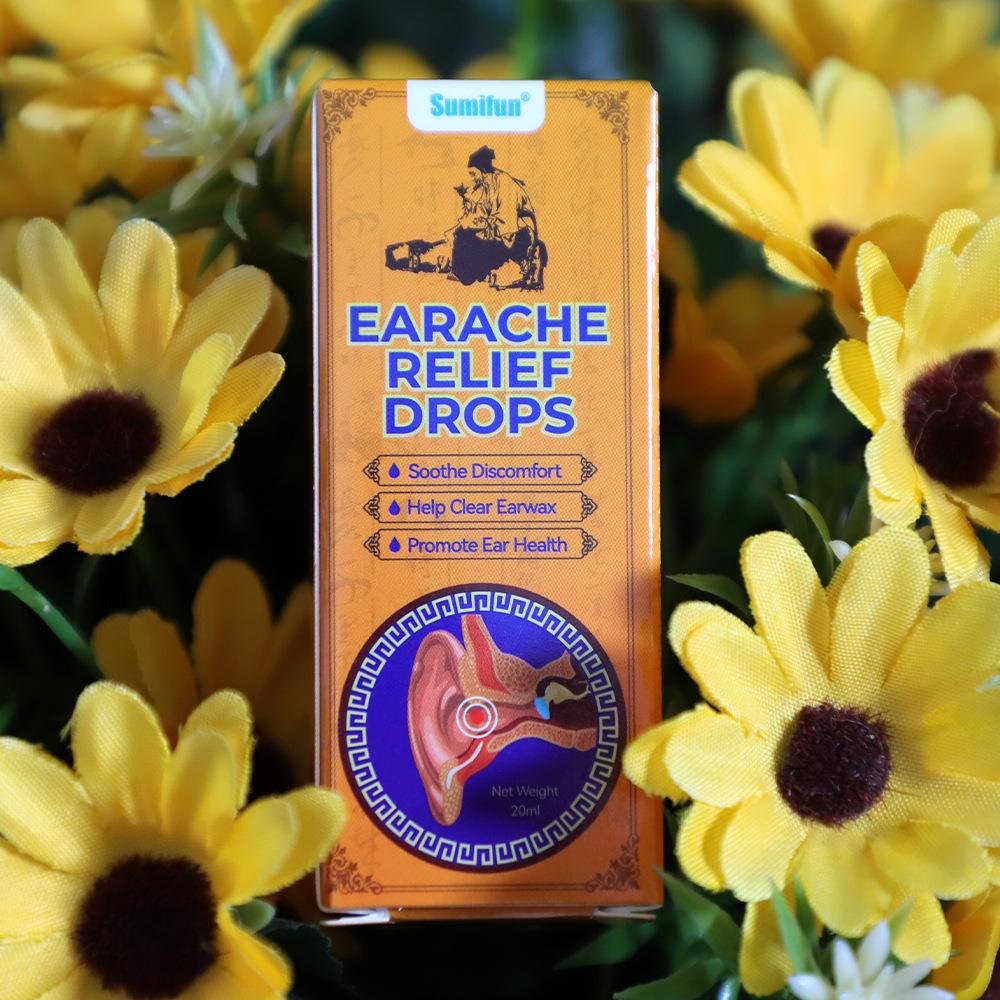 Sumifun®
EARACHE
RELIEF
DROPS
Soothe Discomfort
Help Clear Earwax
Promote Ear Health
Net Weight
20ml